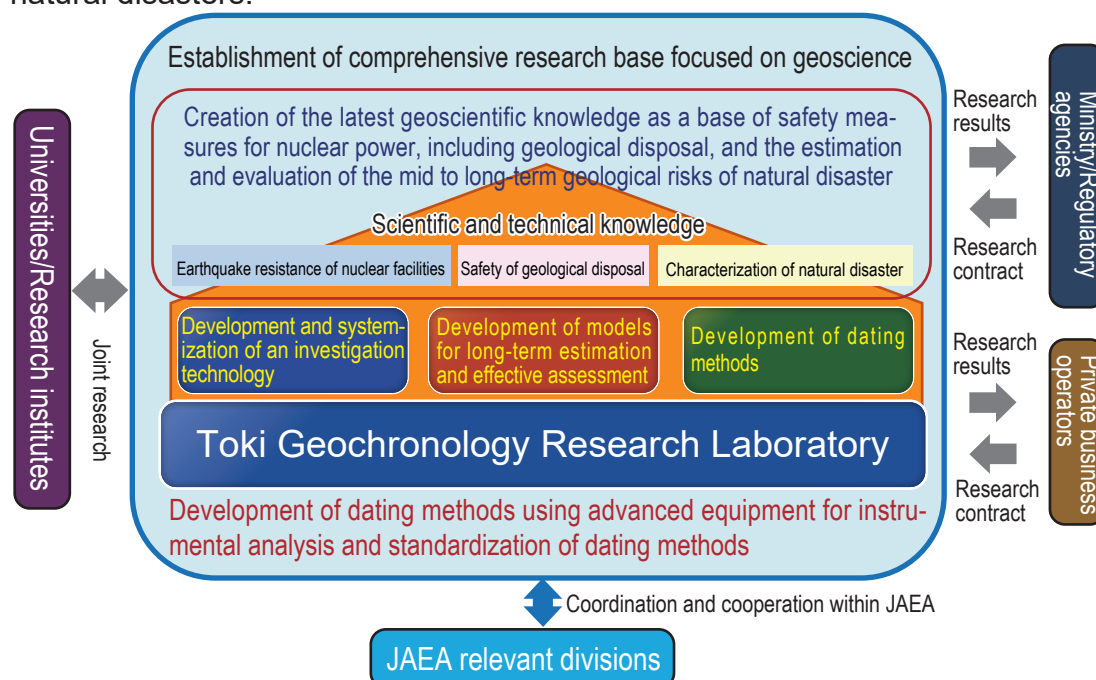 natural disasters.
Establishment of comprehensive research base focused on geoscience
Creation of the latest geoscientific knowledge as a base of safety mea-
sures for nuclear power, including geological disposal, and the estimation
and evaluation of the mid to long-term geological risks of natural disaster
Scientific and technical knowledge
Earthquake resistance of nuclear facilities
Safety of geological disposal
Characterization of natural disaster
Development and system-
ization of an investigation
technology
Development of models
for long-term estimation
and effective assessment
Development of dating
methods
Toki Geochronology Research Laboratory
Development of dating methods using advanced equipment for instru-
mental analysis and standardization of dating methods
Universities/Research institutes
Joint research
Research
results
Research
contract
Ministry/Regulatory
agencies
Research
results
Research
contract
Private business
operators
Coordination and cooperation within JAEA
JAEA relevant divisions